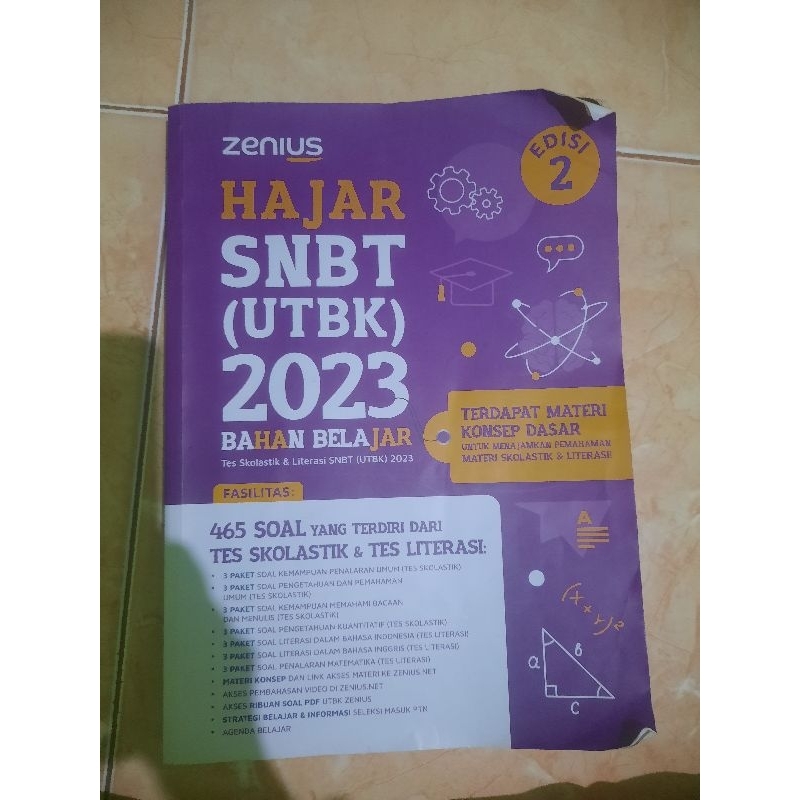 zenius
EDISI
2
HAJAR
SNBT
(UTBK)
2023
BAHAN BELAJAR
Tes Skolastik & Literasi SNBT (UTBK) 2023
TERDAPAT MATERI
KONSEP DASAR
UNTUK MENAJAMKAN PEMAHAMAN
MATERI SKOLASTIK & LITERASI!
FASILITAS:
465 SOAL YANG TERDIRI DARI
TES SKOLASTIK & TES LITERASI:
• 3 PAKET SOAL KEMAMPUAN PENALARAN UMUM (TES SKOLASTIK)
• 3 PAKET SOAL PENGETAHUAN DAN PEMAHAMAN
UMUM (TES SKOLASTIK)
• 3 PAKET SOAL KEMAMPUAN MEMAHAMI BACAAN
DAN MENULIS (TES SKOLASTIK)
• 3 PAKET SOAL PENGETAHUAN KUANTITATIF (TES SKOLASTIK)
• 3 PAKET SOAL LITERASI DALAM BAHASA INDONESIA (TES LITERASI)
• 3 PAKET SOAL LITERASI DALAM BAHASA INGGRIS (TES LITERASI)
• 3 PAKET SOAL PENALARAN MATEMATIKA (TES LITERASI)
• MATERI KONSEP DAN LINK AKSES MATERI KE ZENIUS.NET
• AKSES PEMBAHASAN VIDEO DI ZENIUS.NET
• AKSES RIBUAN SOAL PDF UTBK ZENIUS
• STRATEGI BELAJAR & INFORMASI SELEKSI MASUK PTN
• AGENDA BELAJAR
A
(x+y)²
a
b
c